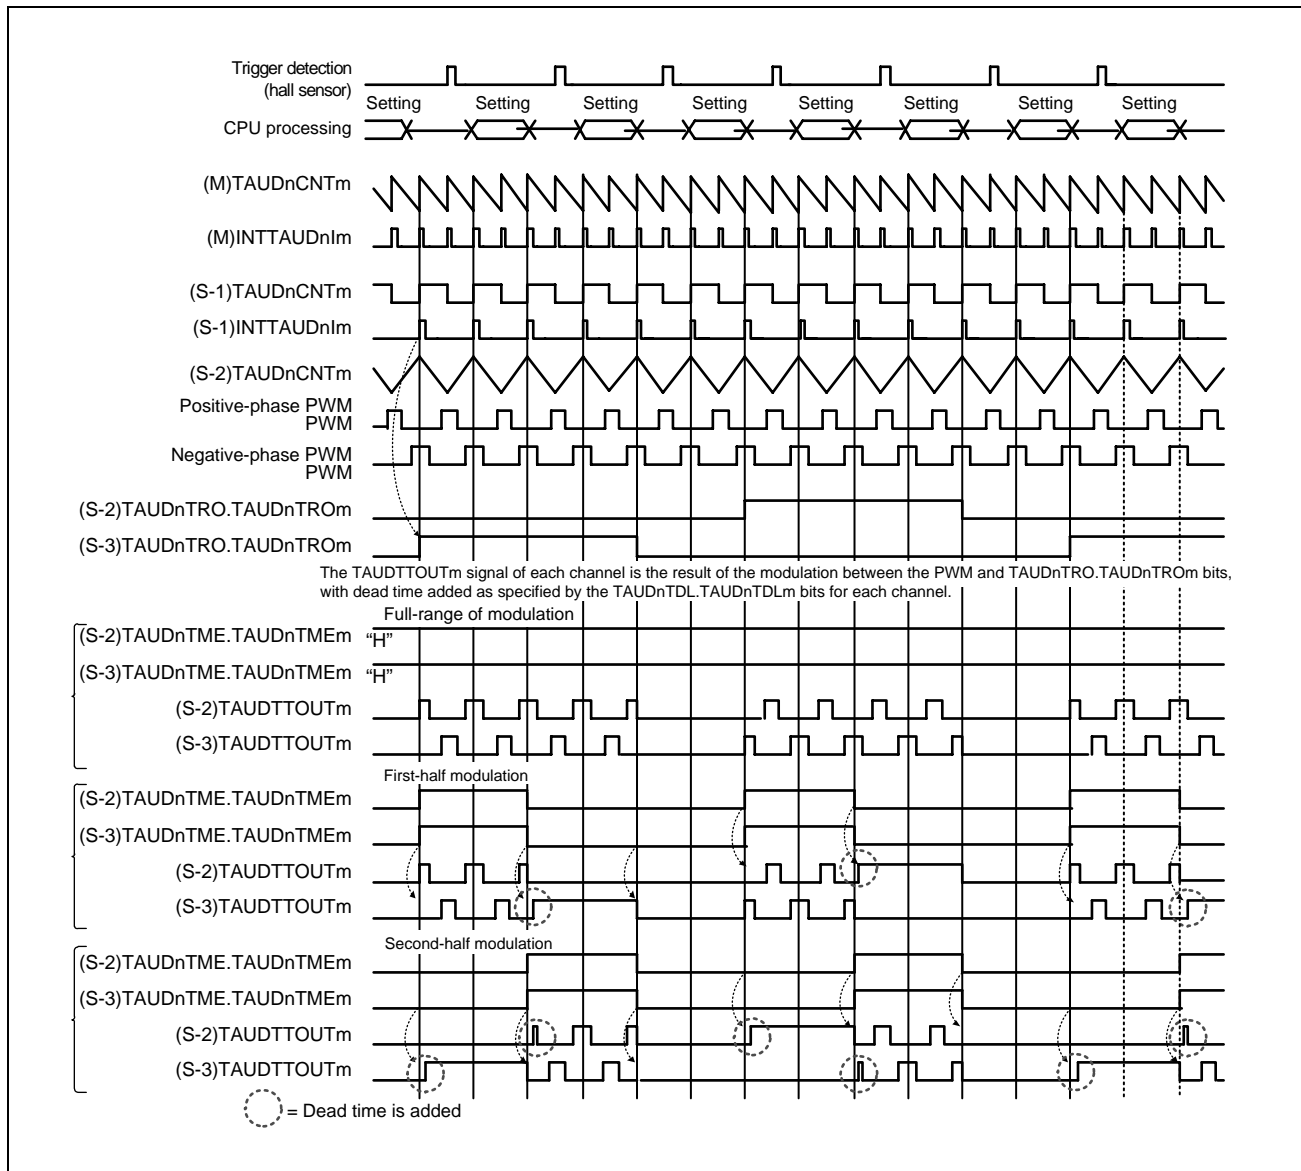 Trigger detection
(hall sensor)
Setting Setting Setting Setting Setting Setting Setting Setting
CPU processing
(M)TAUDnCNTm
(M)INTTAUDnIm
(S-1)TAUDnCNTm
(S-1)INTTAUDnIm
(S-2)TAUDnCNTm
Positive-phase PWM
PWM
Negative-phase PWM
PWM
(S-2)TAUDnTRO.TAUDnTROm
(S-3)TAUDnTRO.TAUDnTROm
The TAUDTTOUTm signal of each channel is the result of the modulation between the PWM and TAUDnTRO.TAUDnTROm bits,
with dead time added as specified by the TAUDnTDL.TAUDnTDLm bits for each channel.
Full-range of modulation
(S-2)TAUDnTME.TAUDnTMEm “H”
(S-3)TAUDnTME.TAUDnTMEm “H”
(S-2)TAUDTTOUTm
(S-3)TAUDTTOUTm
First-half modulation
(S-2)TAUDnTME.TAUDnTMEm
(S-3)TAUDnTME.TAUDnTMEm
(S-2)TAUDTTOUTm
(S-3)TAUDTTOUTm
Second-half modulation
(S-2)TAUDnTME.TAUDnTMEm
(S-3)TAUDnTME.TAUDnTMEm
(S-2)TAUDTTOUTm
(S-3)TAUDTTOUTm
= Dead time is added